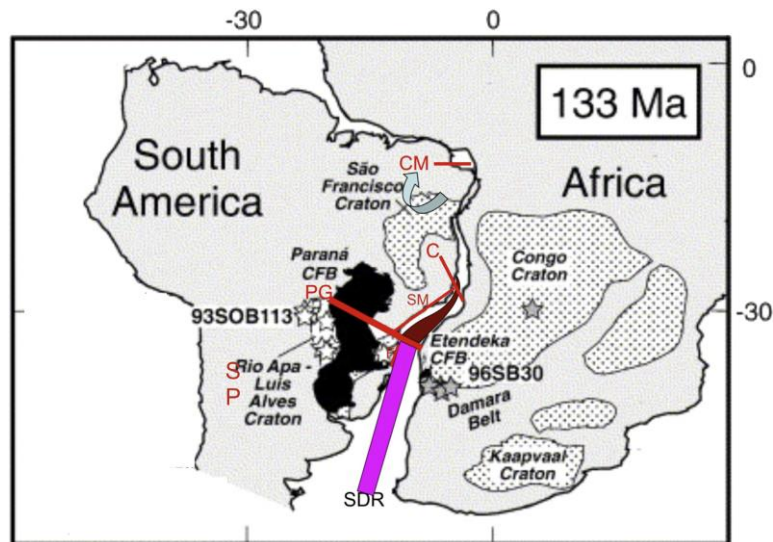 -30
0
0
133 Ma
South
America
CM
São
Francisco
Craton
Africa
C
Paraná
CFB
Congo
Craton
PG
SM
93SOB113
-30
Etendeka
CFB
96SB30
S
P
Rio Apa -
Luis
Alves
Craton
Damara
Belt
Kaapvaal
Craton
SDR